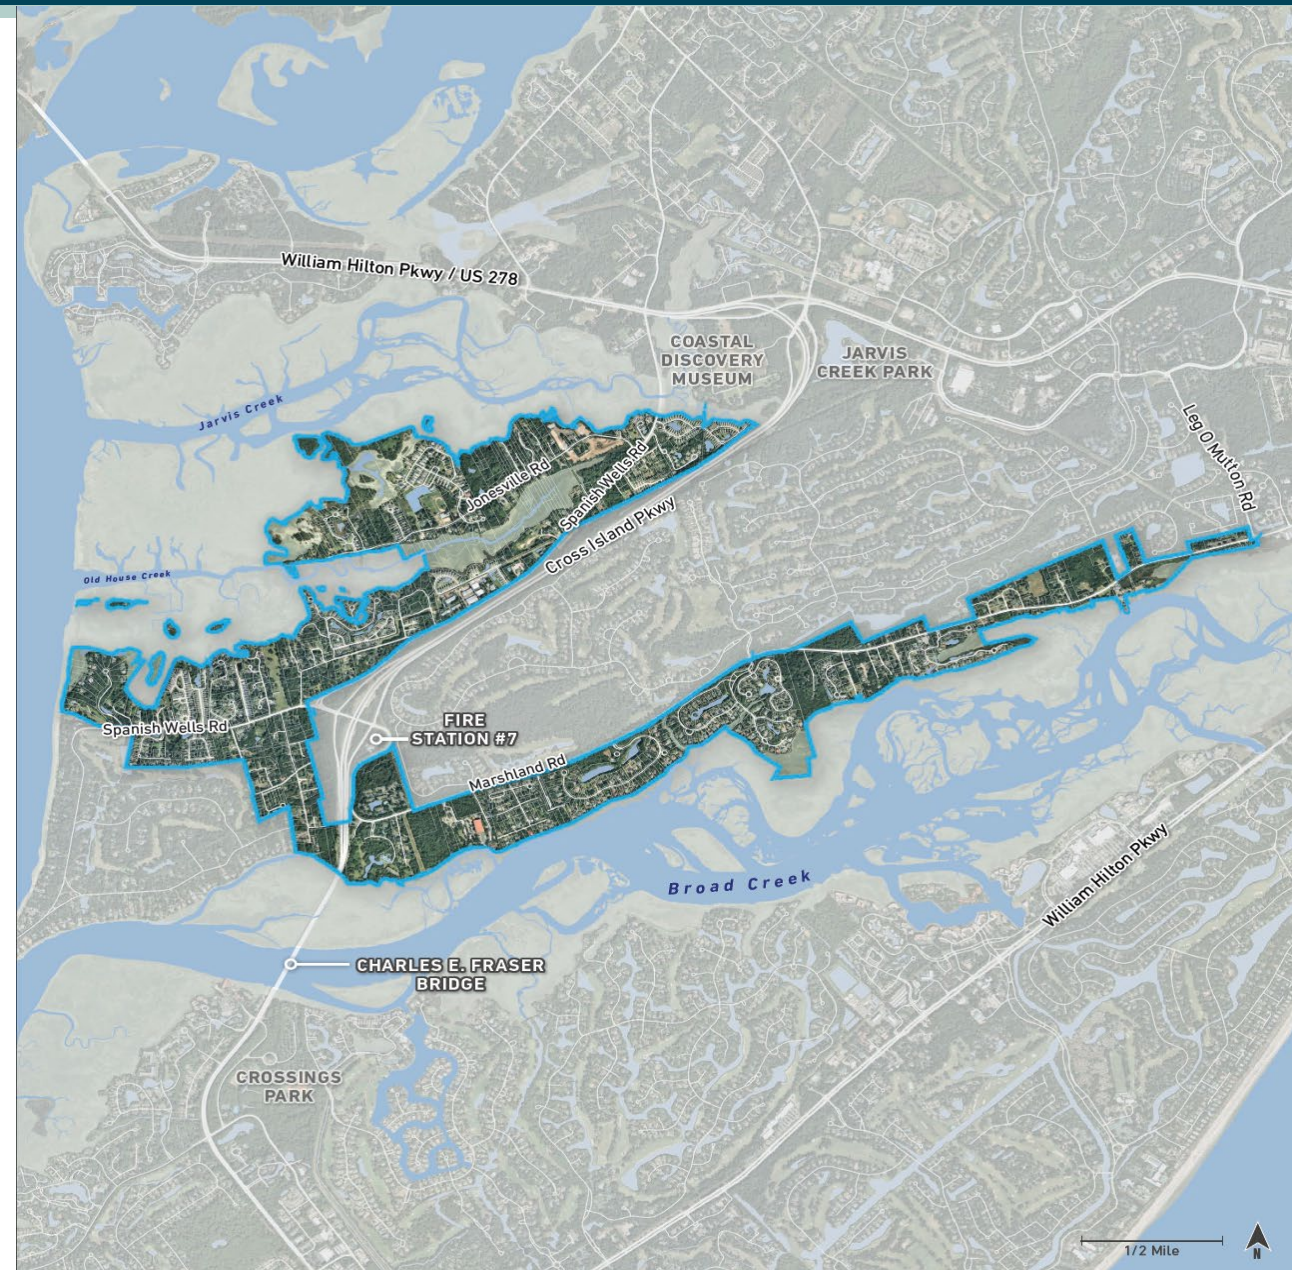 William Hilton Pkwy / US 278
COASTAL
DISCOVERY
MUSEUM
JARVIS
CREEK PARK
Jarvis Creek
Leg O Mutton Rd
Jonesville Rd
Spanish Wells Rd
Cross Island Pkwy
Old House Creek
Spanish Wells Rd
FIRE
STATION #7
Marshland Rd
Broad Creek
William Hilton Pkwy
CHARLES E. FRASER
BRIDGE
CROSSINGS
PARK
1/2 Mile
N